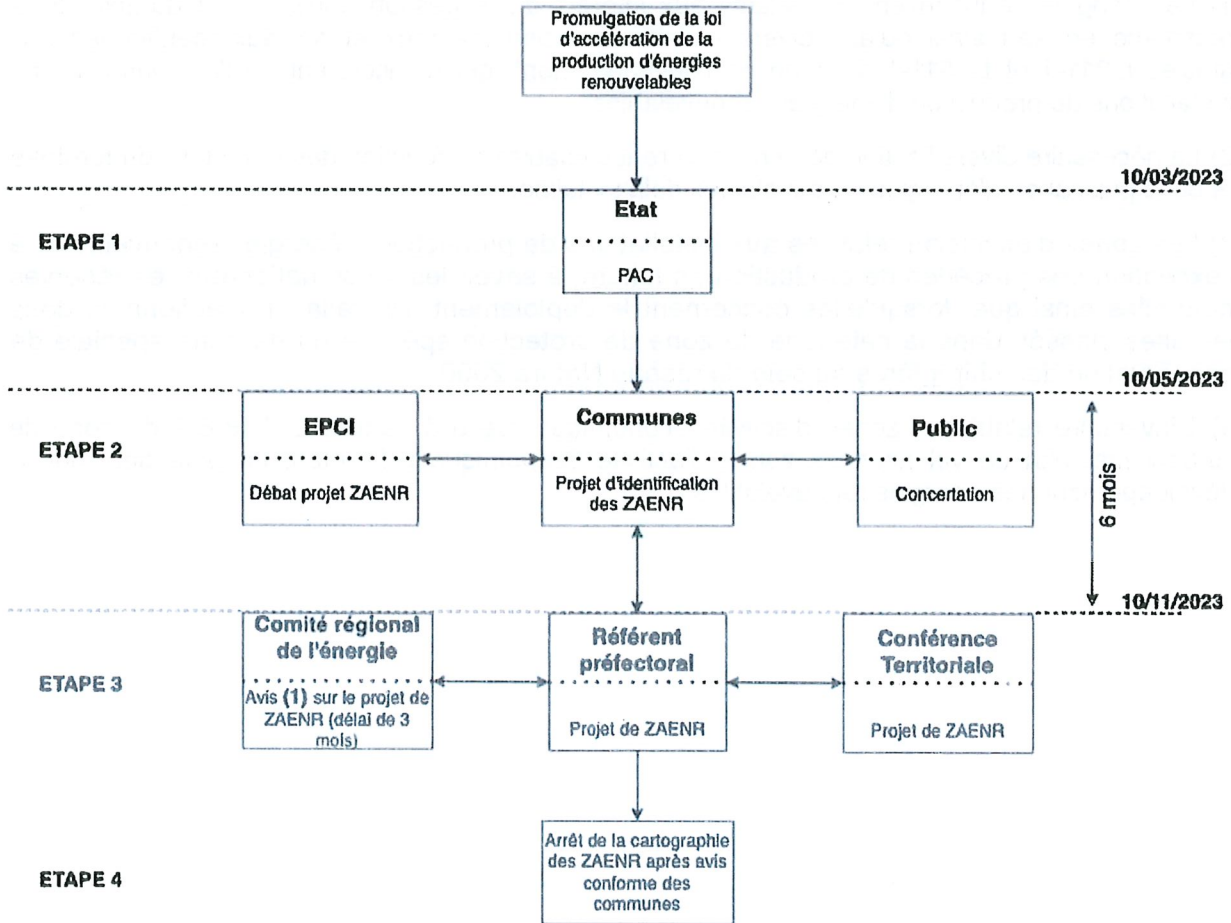 Promulgation de la loi
d'accélération de la
production d'énergies
renouvelables
10/03/2023
ETAPE 1
Etat
PAC
10/05/2023
ETAPE 2
EPCI
Débat projet ZAENR
Communes
Projet d'identification
des ZAENR
Public
Concertation
6 mois
10/11/2023
ETAPE 3
Comité régional
de l'énergie
Avis (1) sur le projet de
ZAENR (délai de 3
mois)
Référent
préfectoral
Projet de ZAENR
Conférence
Territoriale
Projet de ZAENR
ETAPE 4
Arrêt de la cartographie
des ZAENR après avis
conforme des
communes